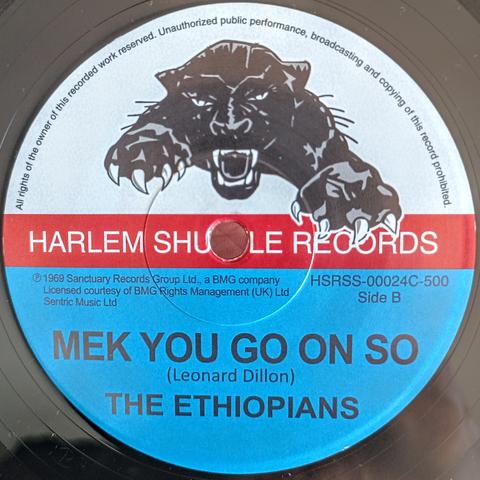 All rights of the owner of this recorded work reserved. Unauthorized public performance, broadcasting and copying of this record prohibited.
HARLEM SHUFFLE RECORDS
℗ 1969 Sanctuary Records Group Ltd., a BMG company
Licensed courtesy of BMG Rights Management (UK) Ltd
Sentric Music Ltd
HSRSS-00024C-500
Side B
MEK YOU GO ON SO
(Leonard Dillon)
THE ETHIOPIANS